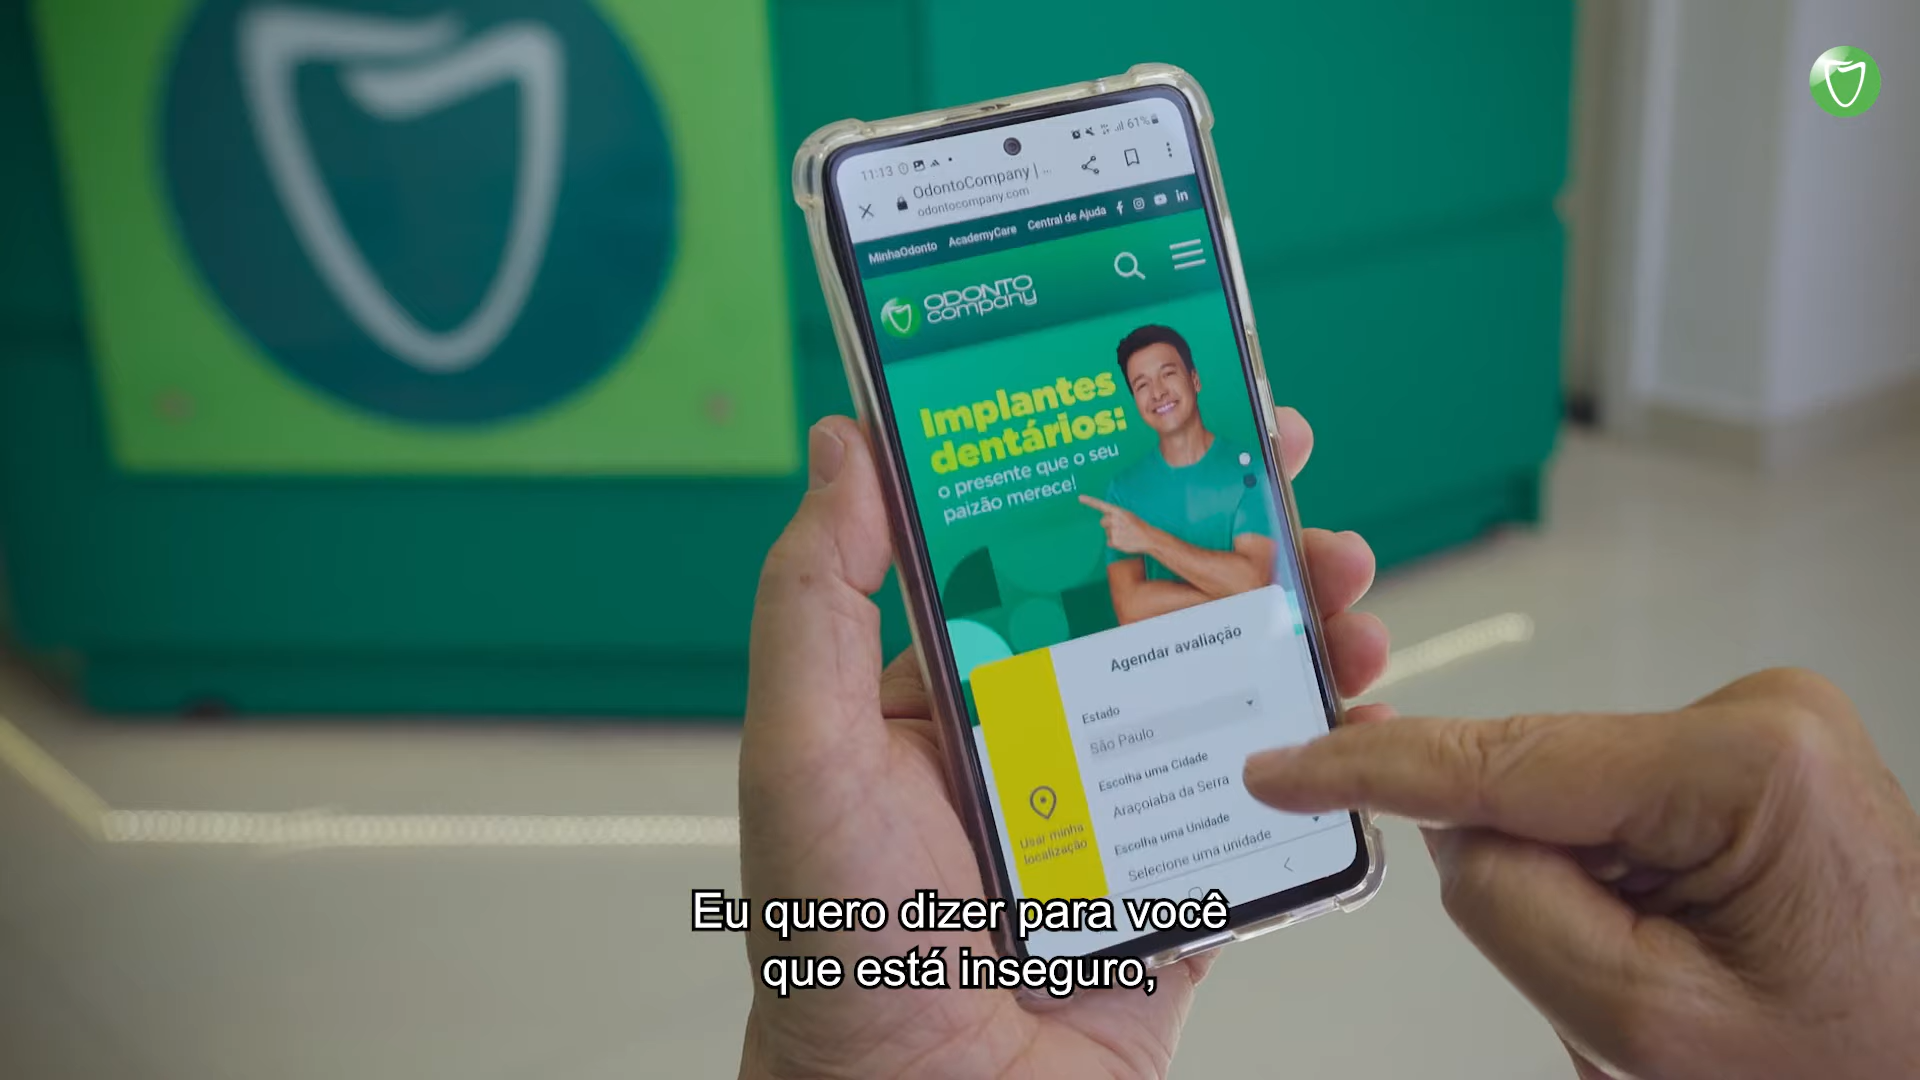 11:13
61%
OdontoCompany | ...
odontocompany.com
MinhaOdonto AcademyCare Central de Ajuda
ODONTO
company
Implantes
dentários:
o presente que o seu
paizão merece!
Agendar avaliação
Estado
São Paulo
Escolha uma Cidade
Araçoiaba da Serra
Escolha uma Unidade
Selecione uma unidade
Usar minha
localização
Eu quero dizer para você
que está inseguro,